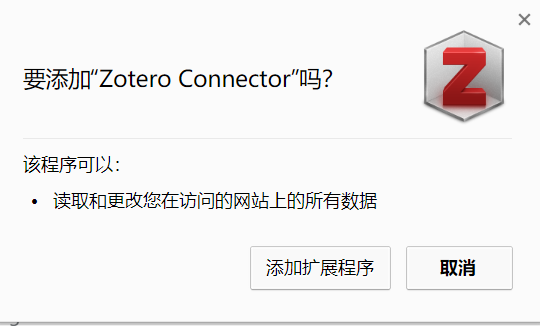 要添加“Zotero Connector”吗?
Z
该程序可以:
• 读取和更改您在访问的网站上的所有数据
添加扩展程序
取消